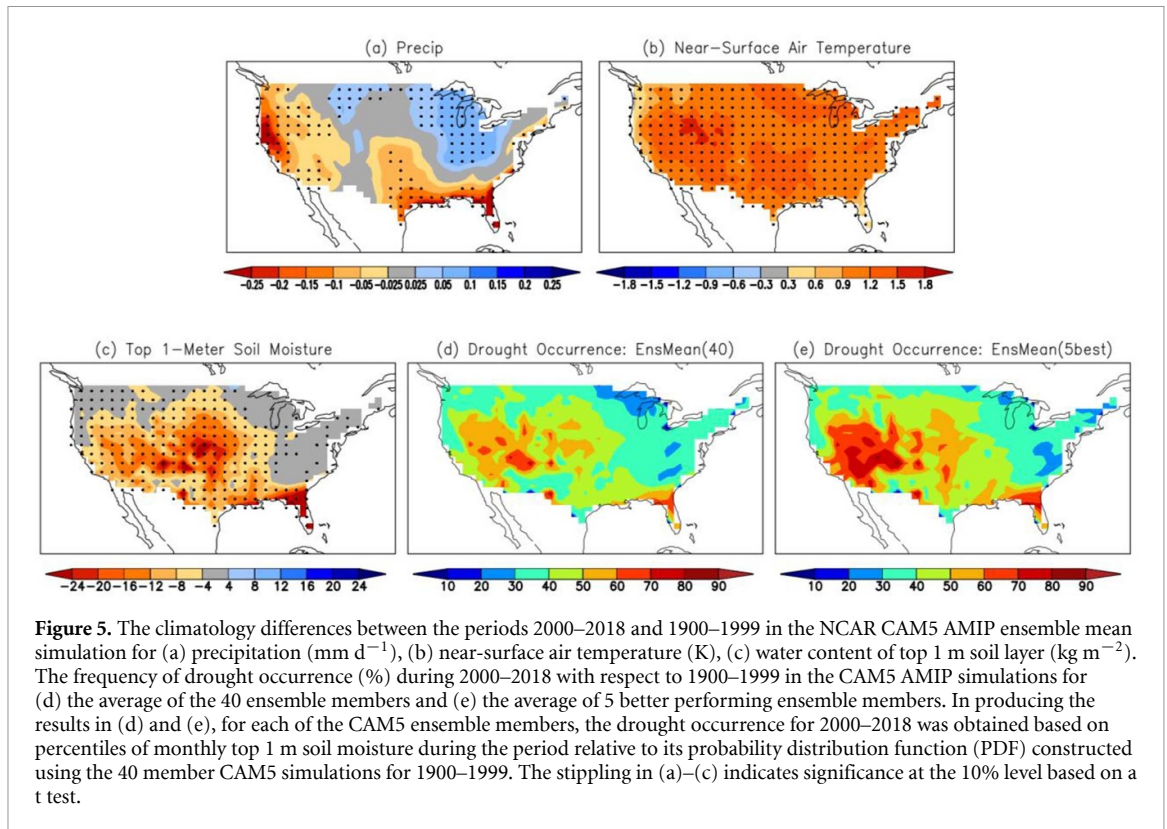 (a) Precip
(b) Near-Surface Air Temperature
-0.25 -0.2 -0.15 -0.1 -0.05 -0.025 0.025 0.05 0.1 0.15 0.2 0.25
-1.8 -1.5 -1.2 -0.9 -0.6 -0.3 0.3 0.6 0.9 1.2 1.5 1.8
(c) Top 1-Meter Soil Moisture
(d) Drought Occurrence: EnsMean(40)
(e) Drought Occurrence: EnsMean(5best)
-24 -20 -16 -12 -8 -4 4 8 12 16 20 24
10 20 30 40 50 60 70 80 90
10 20 30 40 50 60 70 80 90
Figure 5. The climatology differences between the periods 2000–2018 and 1900–1999 in the NCAR CAM5 AMIP ensemble mean
simulation for (a) precipitation (mm d−1), (b) near-surface air temperature (K), (c) water content of top 1 m soil layer (kg m−2).
The frequency of drought occurrence (%) during 2000–2018 with respect to 1900–1999 in the CAM5 AMIP simulations for
(d) the average of the 40 ensemble members and (e) the average of 5 better performing ensemble members. In producing the
results in (d) and (e), for each of the CAM5 ensemble members, the drought occurrence for 2000–2018 was obtained based on
percentiles of monthly top 1 m soil moisture during the period relative to its probability distribution function (PDF) constructed
using the 40 member CAM5 simulations for 1900–1999. The stippling in (a)–(c) indicates significance at the 10% level based on a
t test.